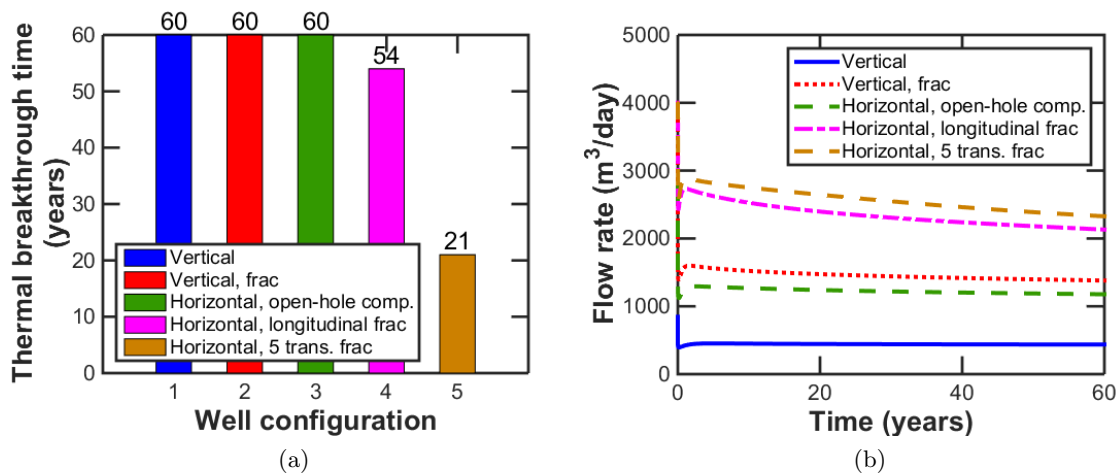 60
60
60
54
21
Thermal breakthrough time
(years)
60
50
40
30
20
10
0
Vertical
Vertical, frac
Horizontal, open-hole comp.
Horizontal, longitudinal frac
Horizontal, 5 trans. frac
1
2
3
4
5
Well configuration
(a)
Flow rate (m³/day)
5000
4000
3000
2000
1000
0
Vertical
Vertical, frac
Horizontal, open-hole comp.
Horizontal, longitudinal frac
Horizontal, 5 trans. frac
0
20
40
60
Time (years)
(b)